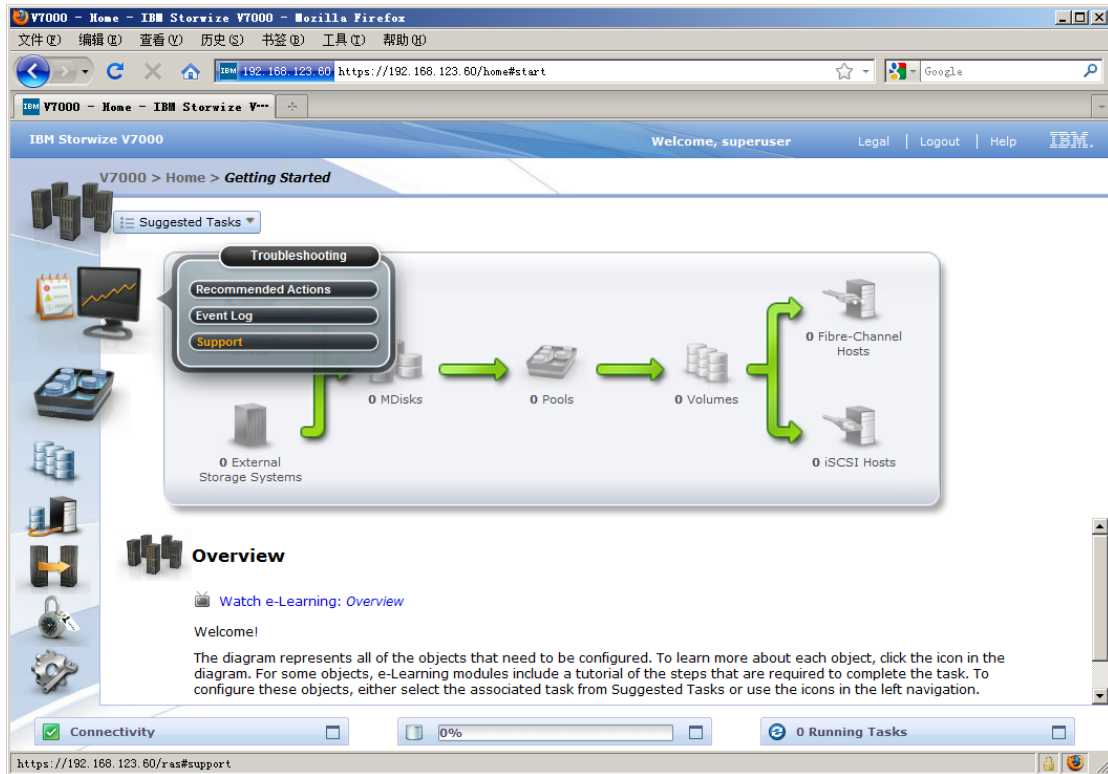 V7000 - Home - IBM Storwize V7000 - Mozilla Firefox
文件(F) 编辑(E) 查看(V) 历史(S) 书签(B) 工具(T) 帮助(H)
IBM 192.168.123.60 https://192.168.123.60/home#start
Google
IBM V7000 - Home - IBM Storwize V...
IBM Storwize V7000
Welcome, superuser
Legal | Logout | Help
IBM.
V7000 > Home > Getting Started
Suggested Tasks
Troubleshooting
Recommended Actions
Event Log
Support
0 MDisks
0 Pools
0 Volumes
0 Fibre-Channel
Hosts
0 External
Storage Systems
0 iSCSI Hosts
Overview
Watch e-Learning: Overview
Welcome!
The diagram represents all of the objects that need to be configured. To learn more about each object, click the icon in the
diagram. For some objects, e-Learning modules include a tutorial of the steps that are required to complete the task. To
configure these objects, either select the associated task from Suggested Tasks or use the icons in the left navigation.
Connectivity
0%
0 Running Tasks
https://192.168.123.60/ras#support